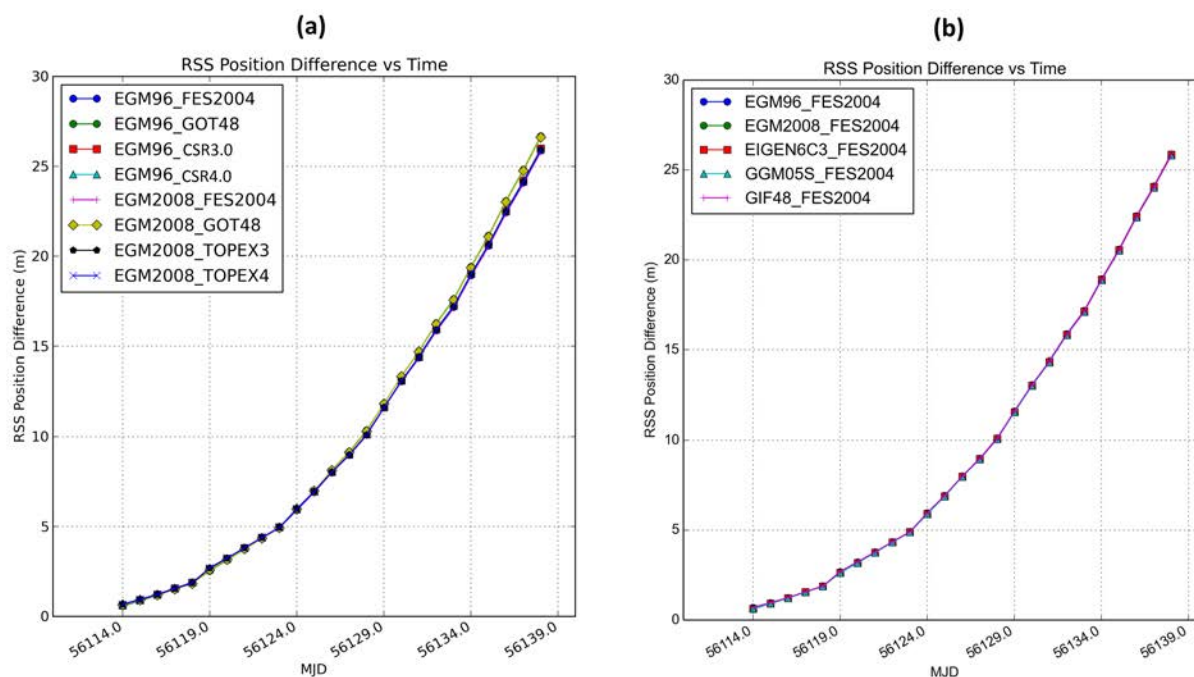 (a)
RSS Position Difference vs Time
30
25
20
15
10
5
0
RSS Position Difference (m)
EGM96_FES2004
EGM96_GOT48
EGM96_CSR3.0
EGM96_CSR4.0
EGM2008_FES2004
EGM2008_GOT48
EGM2008_TOPEX3
EGM2008_TOPEX4
56114.0
56119.0
56124.0
56129.0
56134.0
56139.0
MJD
(b)
RSS Position Difference vs Time
30
25
20
15
10
5
0
RSS Position Difference (m)
EGM96_FES2004
EGM2008_FES2004
EIGEN6C3_FES2004
GGM05S_FES2004
GIF48_FES2004
56114.0
56119.0
56124.0
56129.0
56134.0
56139.0
MJD